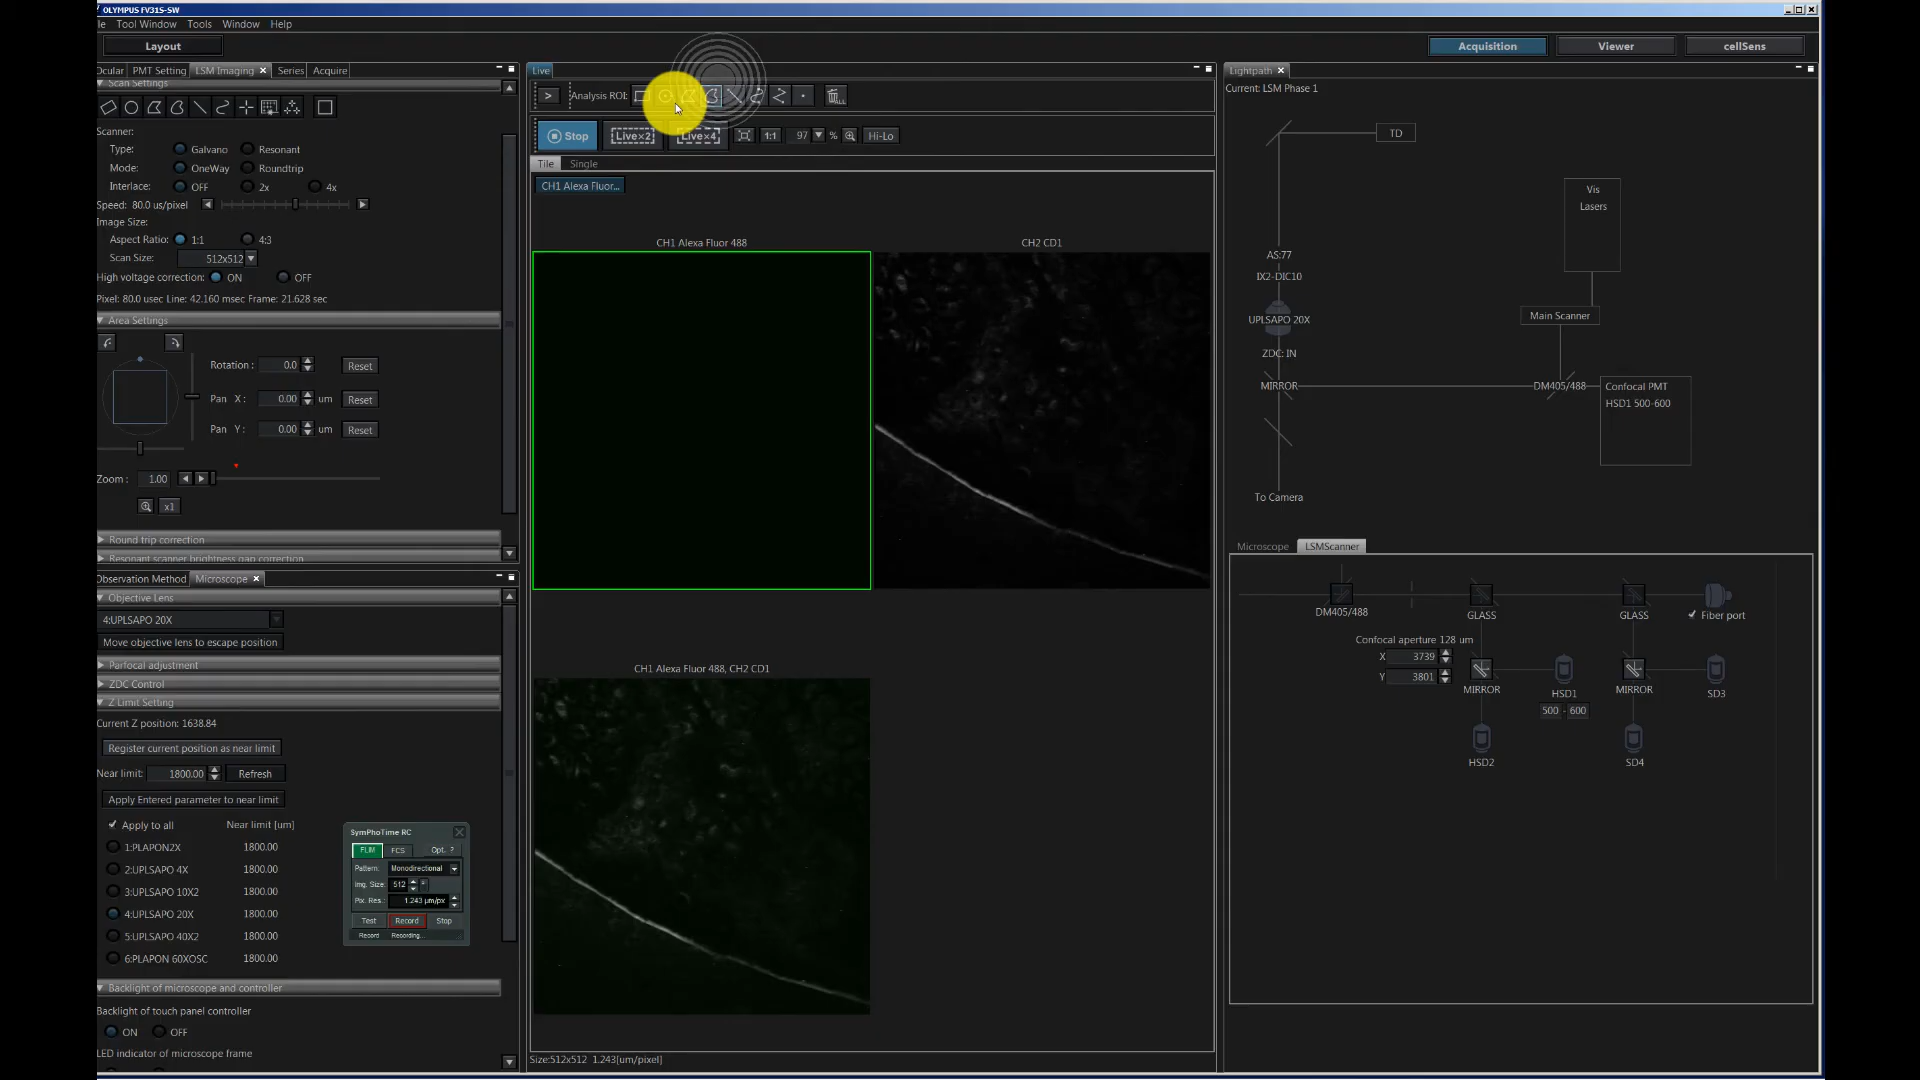 OLYMPUS FV31S-SW
le Tool Window Tools Window Help
Layout
Acquisition Viewer cellSens
Ocular PMT Setting LSM Imaging Series Acquire
Scan Settings
Scanner:
Type: Galvano Resonant
Mode: OneWay Roundtrip
Interlace: OFF 2x 4x
Speed: 80.0 us/pixel
Image Size:
Aspect Ratio: 1:1 4:3
Scan Size: 512x512
High voltage correction: ON OFF
Pixel: 80.0 usec Line: 42.160 msec Frame: 21.628 sec
Area Settings
Rotation: 0.0 Reset
Pan X: 0.00 um Reset
Pan Y: 0.00 um Reset
Zoom: 1.00
x1
Round trip correction
Resonant scanner brightness gap correction
Observation Method Microscope
Objective Lens
4:UPLSAPO 20X
Move objective lens to escape position
Parfocal adjustment
ZDC Control
Z Limit Setting
Current Z position: 1638.84
Register current position as near limit
Near limit: 1800.00 Refresh
Apply Entered parameter to near limit
Apply to all Near limit [um]
1:PLAPON2X 1800.00
2:UPLSAPO 4X 1800.00
3:UPLSAPO 10X2 1800.00
4:UPLSAPO 20X 1800.00
5:UPLSAPO 40X2 1800.00
6:PLAPON 60XOSC 1800.00
Backlight of microscope and controller
Backlight of touch panel controller
ON OFF
LED indicator of microscope frame
SymPhoTime RC
FLIM FCS Opt. ?
Pattern: Monodirectional
Img. Size: 512
Pix. Res.: 1.243 µm/px
Test Record Stop
Record Recording...
Live
> Analysis ROI:
Stop Live×2 Live×4 1:1 97 % Hi-Lo
Tile Single
CH1 Alexa Fluor...
CH1 Alexa Fluor 488
CH2 CD1
CH1 Alexa Fluor 488, CH2 CD1
Size:512x512 1.243[um/pixel]
Lightpath
Current: LSM Phase 1
TD
Vis
Lasers
AS:77
IX2-DIC10
UPLSAPO 20X
Main Scanner
ZDC: IN
MIRROR
DM405/488
Confocal PMT
HSD1 500-600
To Camera
Microscope LSMScanner
DM405/488
GLASS
GLASS
Fiber port
Confocal aperture 128 um
X 3739
Y 3801
MIRROR
HSD1
500 - 600
MIRROR
SD3
HSD2
SD4